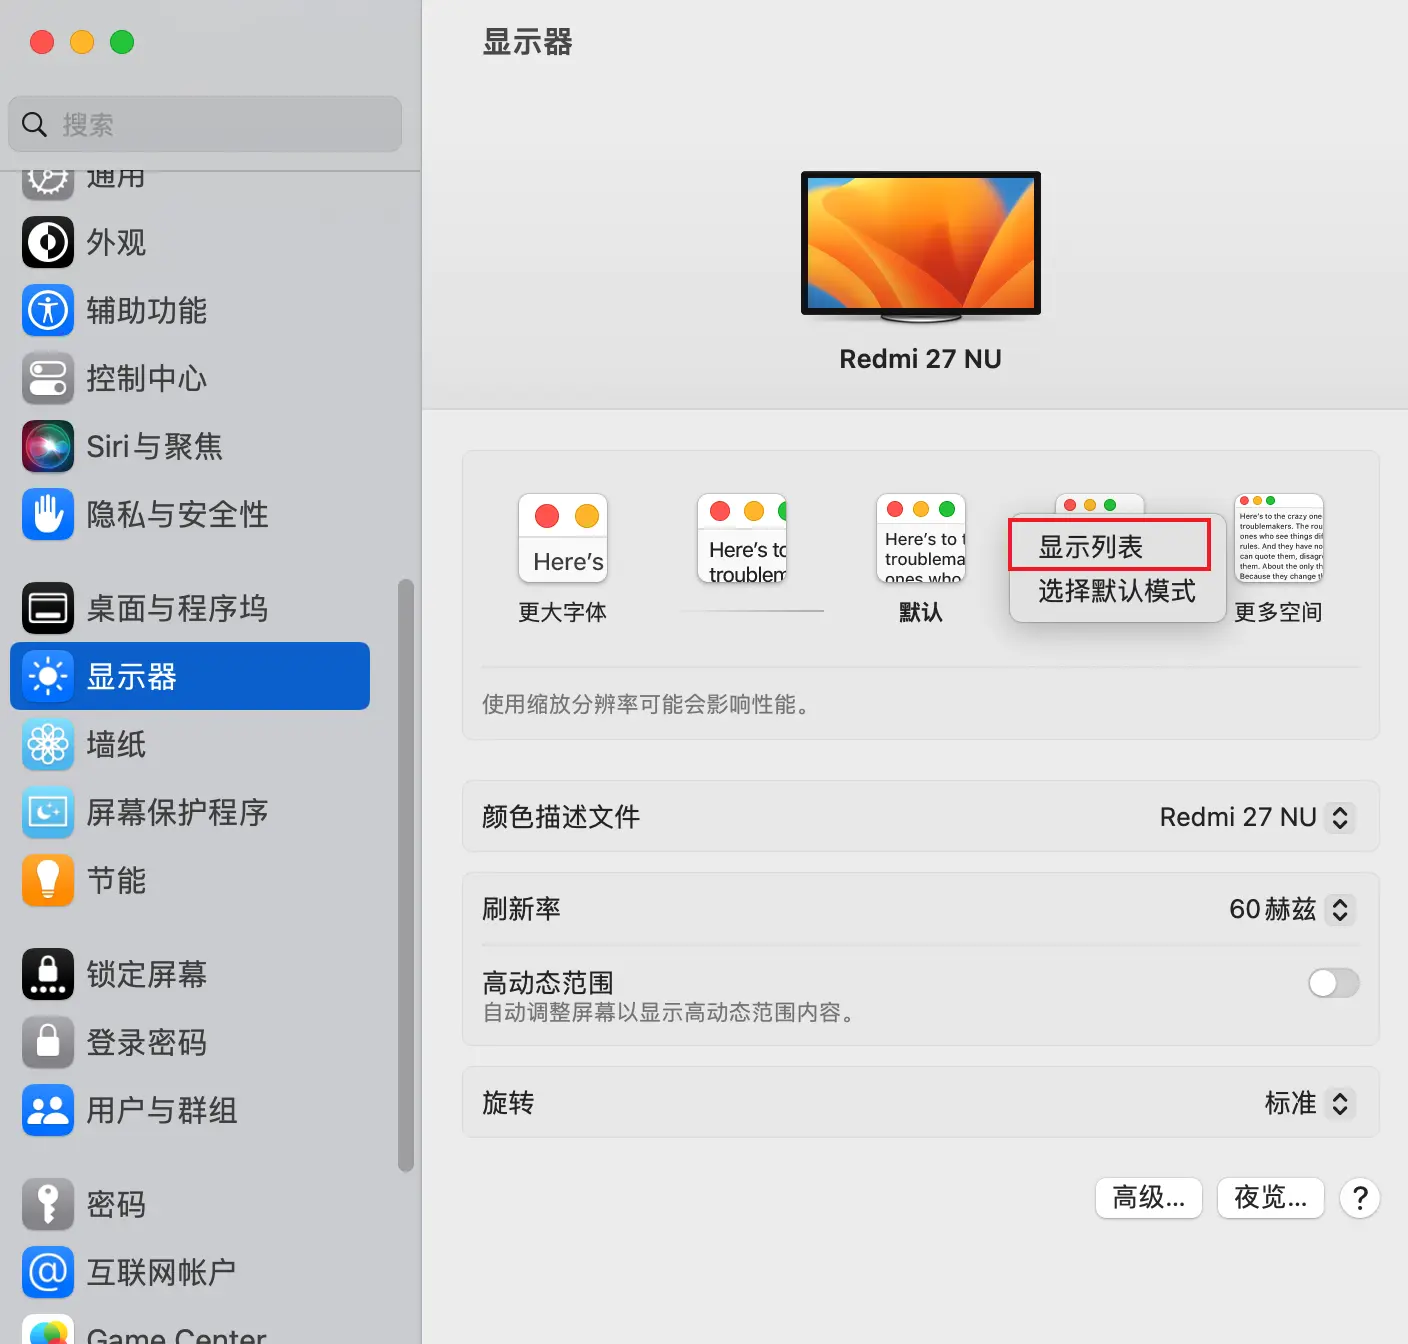 显示器
搜索
通用
外观
辅助功能
控制中心
Siri与聚焦
隐私与安全性
桌面与程序坞
显示器
墙纸
屏幕保护程序
节能
锁定屏幕
登录密码
用户与群组
密码
互联网帐户
Game Center
Redmi 27 NU
Here's
Here's to
troublem
Here's to t
troublema
ones who
Here's to the crazy one
troublemakers. The rou
ones who see things dif
rules. And they have no
can quote them, disagr
them. About the only th
Because they change t
更大字体
默认
更多空间
显示列表
选择默认模式
使用缩放分辨率可能会影响性能。
颜色描述文件
Redmi 27 NU
刷新率
60赫兹
高动态范围
自动调整屏幕以显示高动态范围内容。
旋转
标准
高级...
夜览...
?